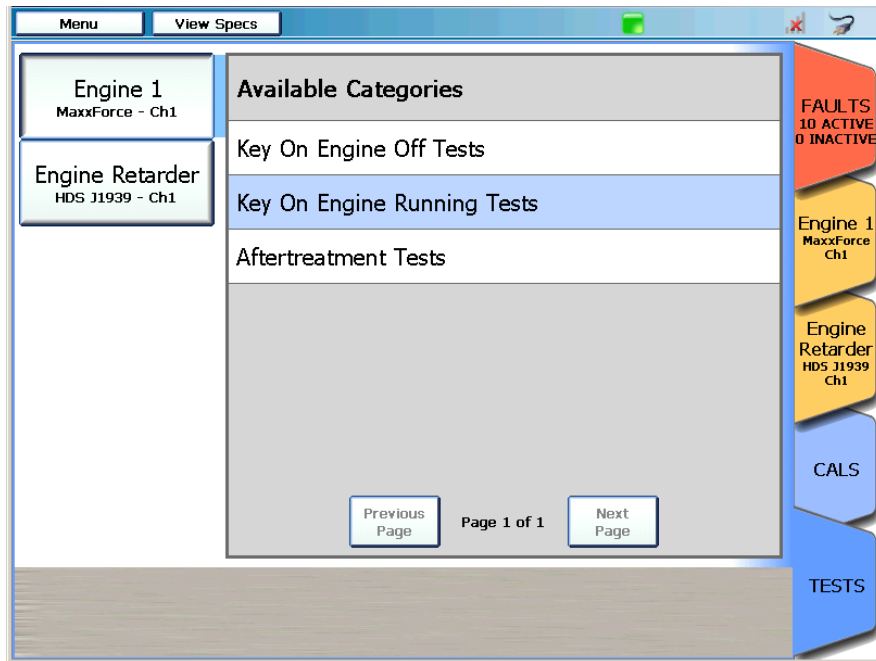 Menu
View Specs
Engine 1
MaxxForce - Ch1
Engine Retarder
HDS J1939 - Ch1
Available Categories
Key On Engine Off Tests
Key On Engine Running Tests
Aftertreatment Tests
Previous
Page
Page 1 of 1
Next
Page
FAULTS
10 ACTIVE
0 INACTIVE
Engine 1
MaxxForce
Ch1
Engine
Retarder
HDS J1939
Ch1
CALS
TESTS